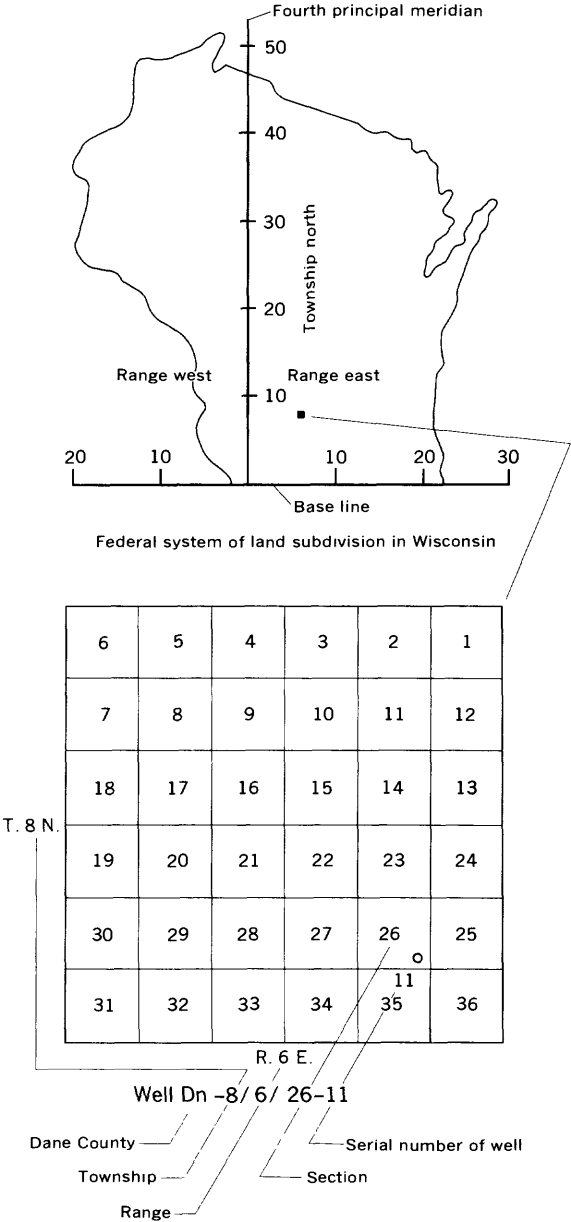 Fourth principal meridian
50
40
30
Township north
20
Range west
Range east
10
20 10 10 20 30
Base line
Federal system of land subdivision in Wisconsin
6 5 4 3 2 1
7 8 9 10 11 12
18 17 16 15 14 13
T. 8 N.
19 20 21 22 23 24
30 29 28 27 26 25
11
31 32 33 34 35 36
R. 6 E.
Well Dn -8/ 6/ 26-11
Dane County
Serial number of well
Township
Section
Range